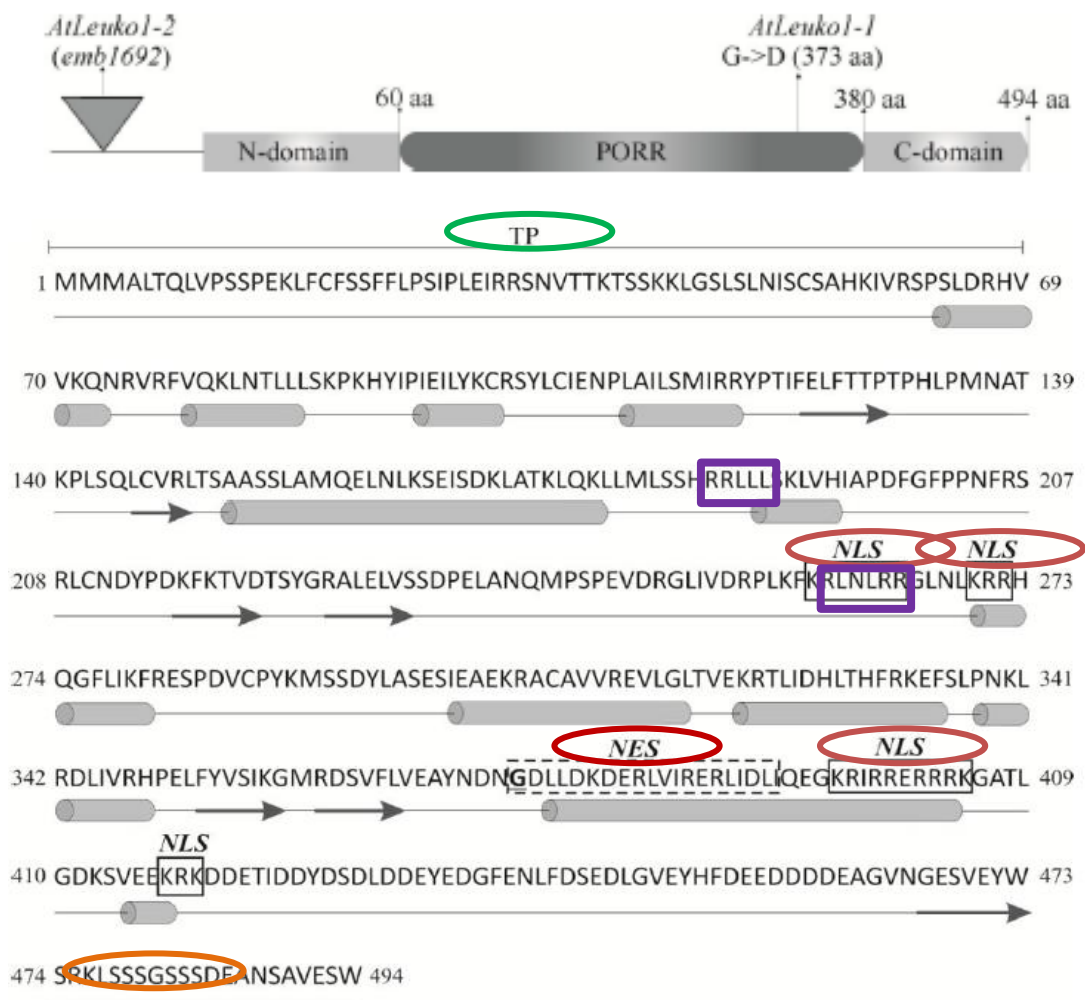 AtLeuko1-2
(emb1692)
AtLeuko1-1
G->D (373 aa)
60 aa
380 aa
494 aa
N-domain
PORR
C-domain
TP
1 MMMALTQLVPSSPEKLFCFSSFFLPSIPLEIRRSNVTTKTSSKKLGSLSLNISCSAHKIVRSPSLDRHV 69
70 VKQNRVRFVQKLNTLLLSKPKHYIPIEILYKCRSYLCIENPLAILSMIRRYPTIFELFTTPTPHLPMNAT 139
140 KPLSQLCVRLTSAASSLAMQELNLKSEISDKLATKLQKLLMLSSHRRLLLSKLVHIAPDFGFPPNFRS 207
NLS NLS
208 RLCNDYPDKFKTVDTSYGRALELVSSDPELANQMPSPEVDRGLIVDRPLKFKRLNLRRGLNLKRRH 273
274 QGFLIKFRESPDVCPYKMSSDYLASESIEAEKRACAVVREVLGLTVEKRTLIDHLTHFRKEFSLPNKL 341
NES NLS
342 RDLIVRHPELFYVSIKGMRDSVFLVEAYNDNGDLLDKDERLVIRERLIDLIQEGKRIRRERRRKGATL 409
NLS
410 GDKSVEEKRKDDETIDDYDSDLDDEYEDGFENLFDSEDLGVEYHFDEEDDDDEAGVNGESVEYW 473
474 SRKLSSSGSSSDEANSAVESW 494